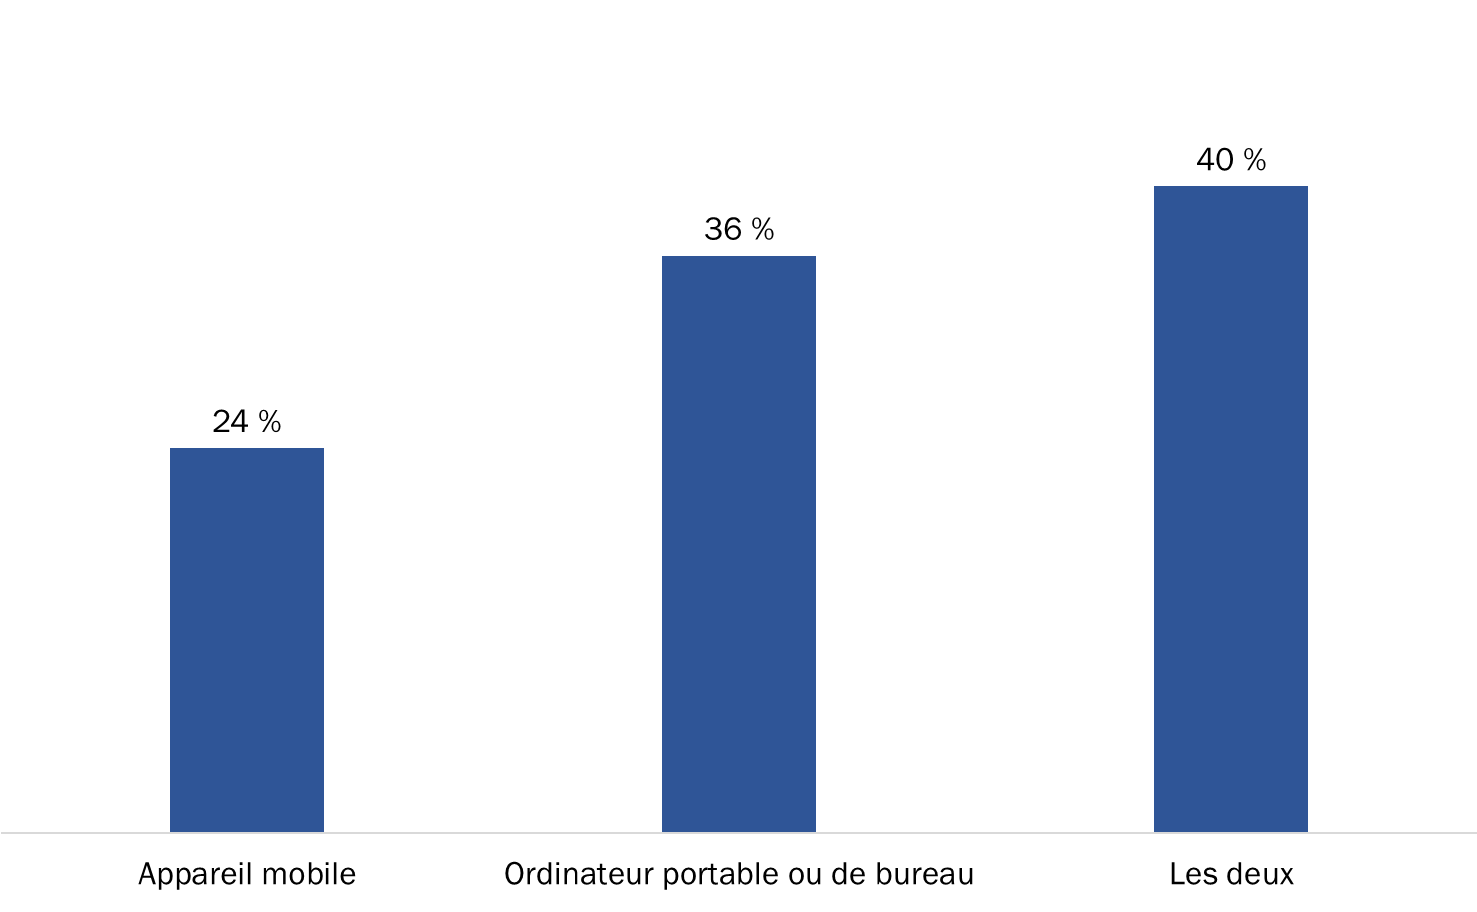 40 %
36 %
24 %
Appareil mobile
Ordinateur portable ou de bureau
Les deux